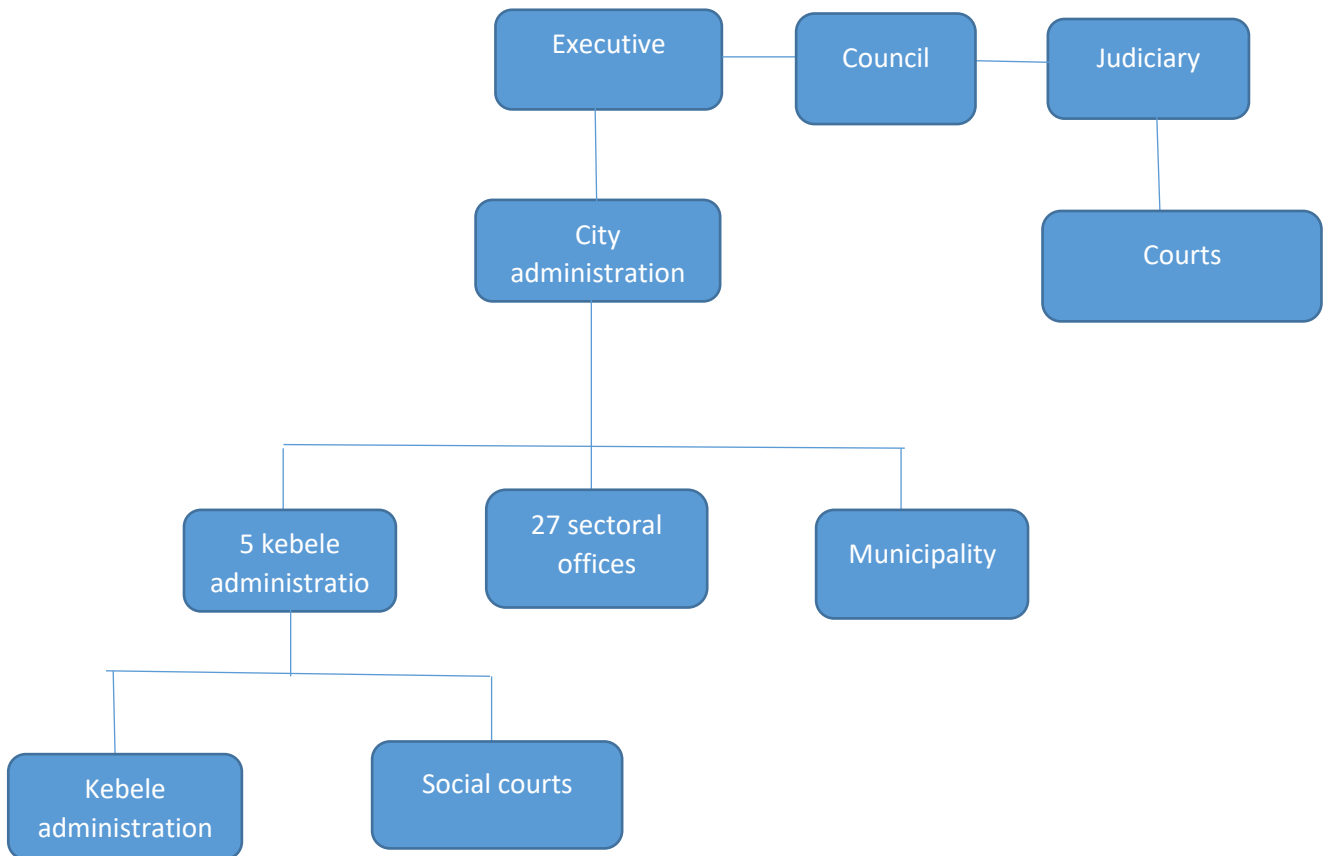 Executive
Council
Judiciary
City
administration
Courts
5 kebele
administratio
27 sectoral
offices
Municipality
Kebele
administration
Social courts